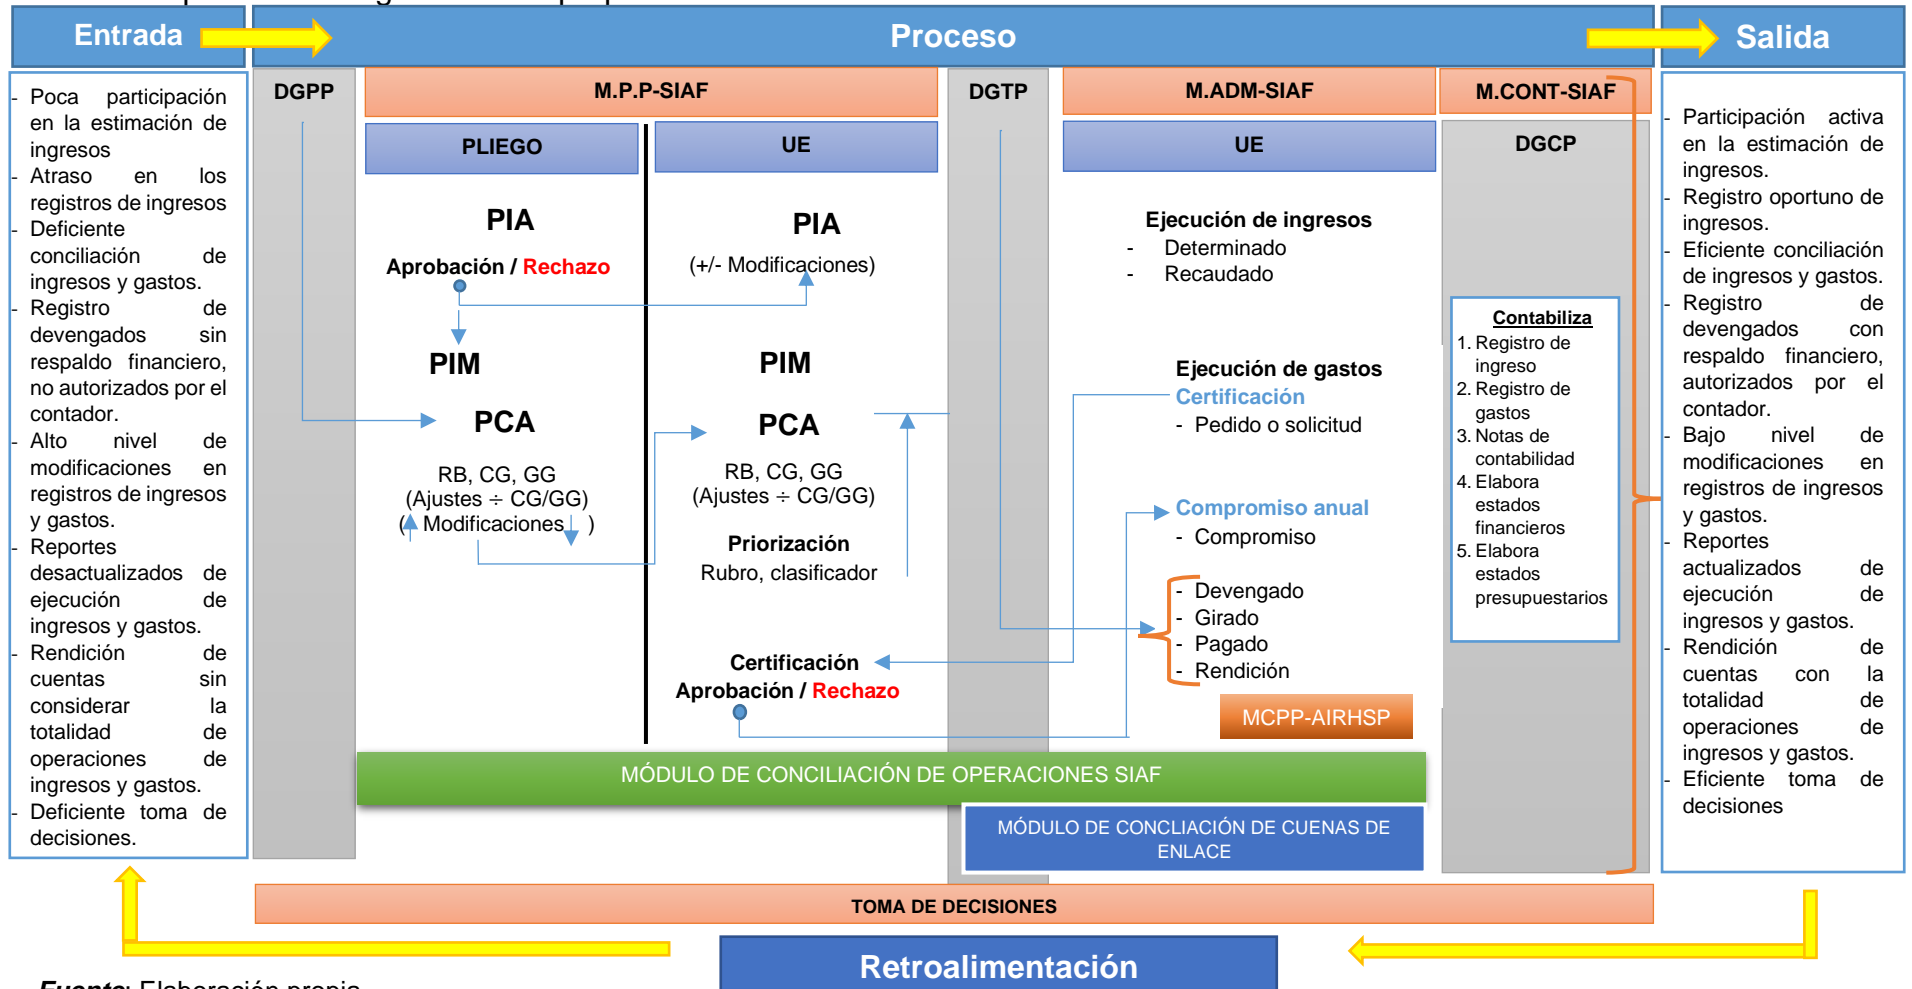 Entrada
Proceso
Salida
- Poca participación
en la estimación de
ingresos
- Atraso en los
registros de ingresos
- Deficiente
conciliación de
ingresos y gastos.
- Registro de
devengados sin
respaldo financiero,
no autorizados por el
contador.
- Alto nivel de
modificaciones en
registros de ingresos
y gastos.
- Reportes
desactualizados de
ejecución de
ingresos y gastos.
- Rendición de
cuentas sin
considerar la
totalidad de
operaciones de
ingresos y gastos.
- Deficiente toma de
decisiones.
DGPP
M.P.P-SIAF
PLIEGO
PIA
Aprobación / Rechazo
PIM
PCA
RB, CG, GG
(Ajustes ÷ CG/GG)
( Modificaciones )
UE
PIA
(+/- Modificaciones)
PIM
PCA
RB, CG, GG
(Ajustes ÷ CG/GG)
Priorización
Rubro, clasificador
Certificación
Aprobación / Rechazo
DGTP
M.ADM-SIAF
UE
Ejecución de ingresos
- Determinado
- Recaudado
Ejecución de gastos
Certificación
- Pedido o solicitud
Compromiso anual
- Compromiso
- Devengado
- Girado
- Pagado
- Rendición
MCPP-AIRHSP
M.CONT-SIAF
DGCP
Contabiliza
1. Registro de
ingreso
2. Registro de
gastos
3. Notas de
contabilidad
4. Elabora
estados
financieros
5. Elabora
estados
presupuestarios
MÓDULO DE CONCILIACIÓN DE OPERACIONES SIAF
MÓDULO DE CONCLIACIÓN DE CUENAS DE
ENLACE
- Participación activa
en la estimación de
ingresos.
- Registro oportuno de
ingresos.
- Eficiente conciliación
de ingresos y gastos.
- Registro de
devengados con
respaldo financiero,
autorizados por el
contador.
- Bajo nivel de
modificaciones en
registros de ingresos
y gastos.
- Reportes
actualizados de
ejecución de
ingresos y gastos.
- Rendición de
cuentas con la
totalidad de
operaciones de
ingresos y gastos.
- Eficiente toma de
decisiones
TOMA DE DECISIONES
Retroalimentación
Fuente: Elaboración propia